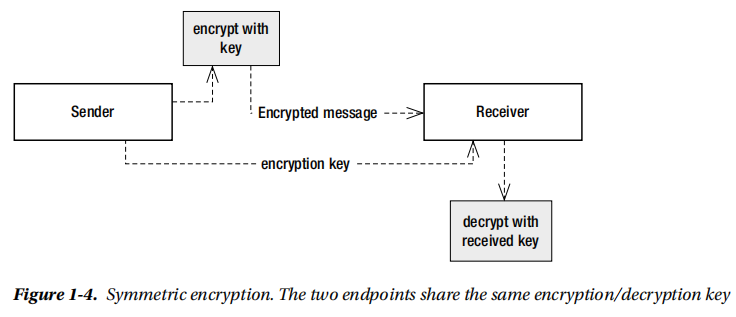 encrypt with
key
Sender
Encrypted message
Receiver
encryption key
decrypt with
received key
Figure 1-4. Symmetric encryption. The two endpoints share the same encryption/decryption key